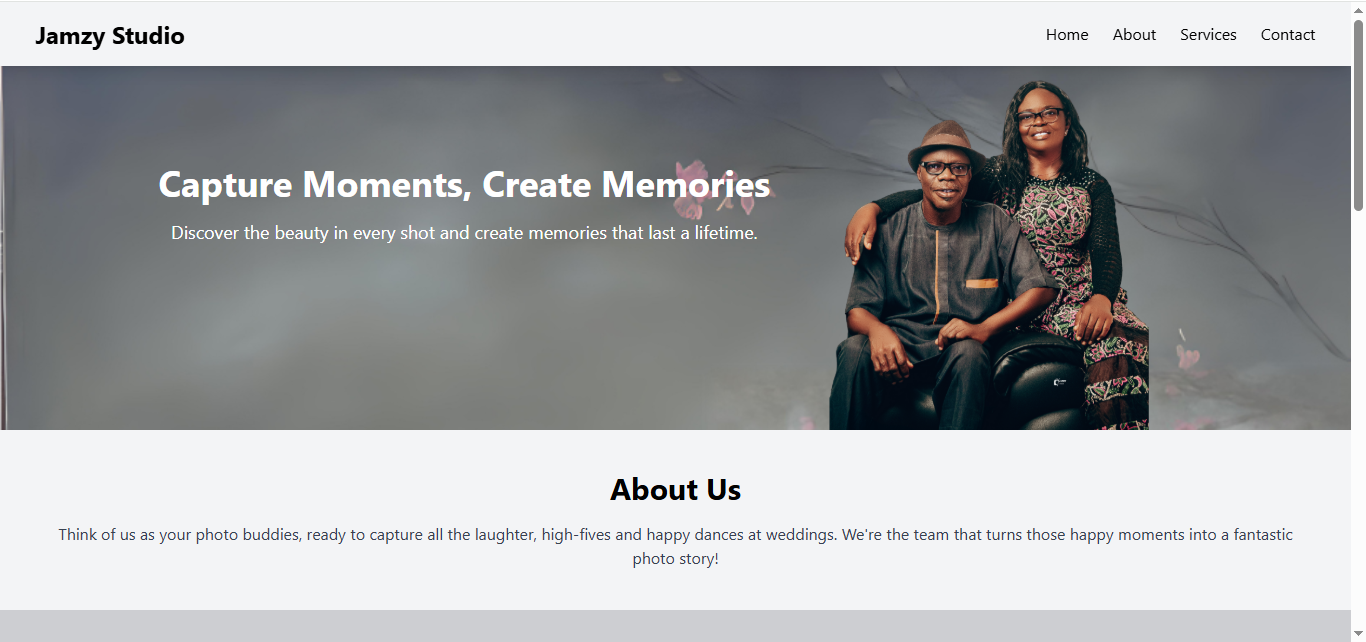 Jamzy Studio
Home About Services Contact
Capture Moments, Create Memories
Discover the beauty in every shot and create memories that last a lifetime.
About Us
Think of us as your photo buddies, ready to capture all the laughter, high-fives and happy dances at weddings. We're the team that turns those happy moments into a fantastic
photo story!